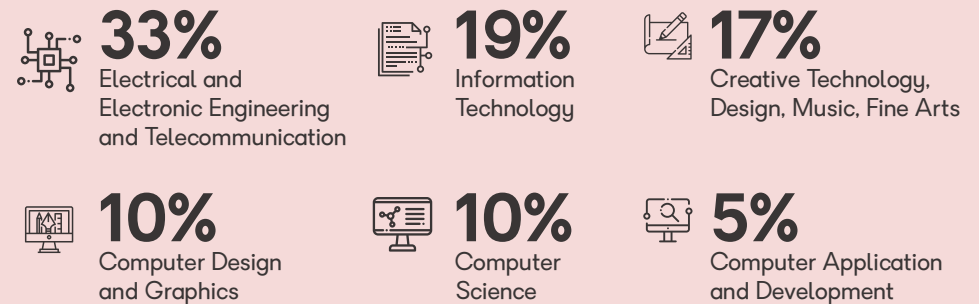 33%
Electrical and
Electronic Engineering
and Telecommunication
19%
Information
Technology
17%
Creative Technology,
Design, Music, Fine Arts
10%
Computer Design
and Graphics
10%
Computer
Science
5%
Computer Application
and Development